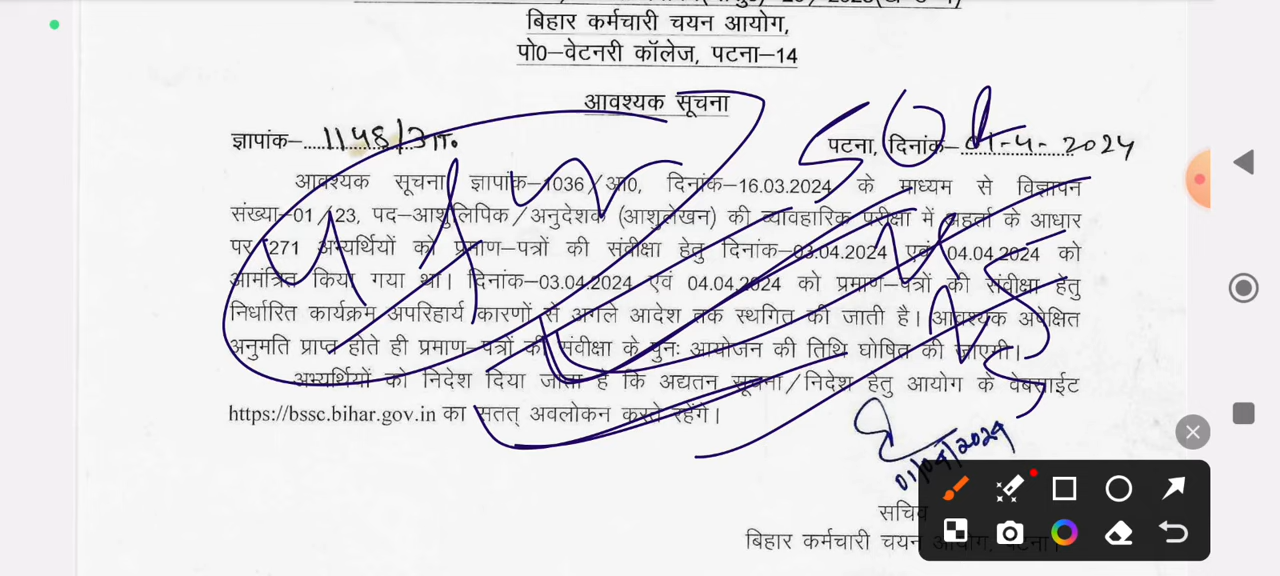 बिहार कर्मचारी चयन आयोग,
पो0–वेटनरी कॉलेज, पटना–14
आवश्यक सूचना
ज्ञापांक–....1148/आ0.
पटना, दिनांक–01-4-2024
आवश्यक सूचना ज्ञापांक–1036/आ0, दिनांक–16.03.2024 के माध्यम से विज्ञापन
संख्या–01/23, पद–आशुलिपिक/अनुदेशक (आशुलेखन) की व्यावहारिक परीक्षा में अहर्ता के आधार
पर 271 अभ्यर्थियों को प्रमाण–पत्रों की संवीक्षा हेतु दिनांक–03.04.2024 एवं 04.04.2024 को
आमंत्रित किया गया था। दिनांक–03.04.2024 एवं 04.04.2024 को प्रमाण–पत्रों की संवीक्षा हेतु
निर्धारित कार्यक्रम अपरिहार्य कारणों से अगले आदेश तक स्थगित की जाती है। आवश्यक अपेक्षित
अनुमति प्राप्त होते ही प्रमाण–पत्रों की संवीक्षा के पुनः आयोजन की तिथि घोषित की जाएगी।
अभ्यर्थियों को निदेश दिया जाता है कि अद्यतन सूचना/निदेश हेतु आयोग के वेबसाईट
https://bssc.bihar.gov.in का सतत् अवलोकन करते रहेंगे।
01/04/2024
सचिव
बिहार कर्मचारी चयन आयोग, पटना।